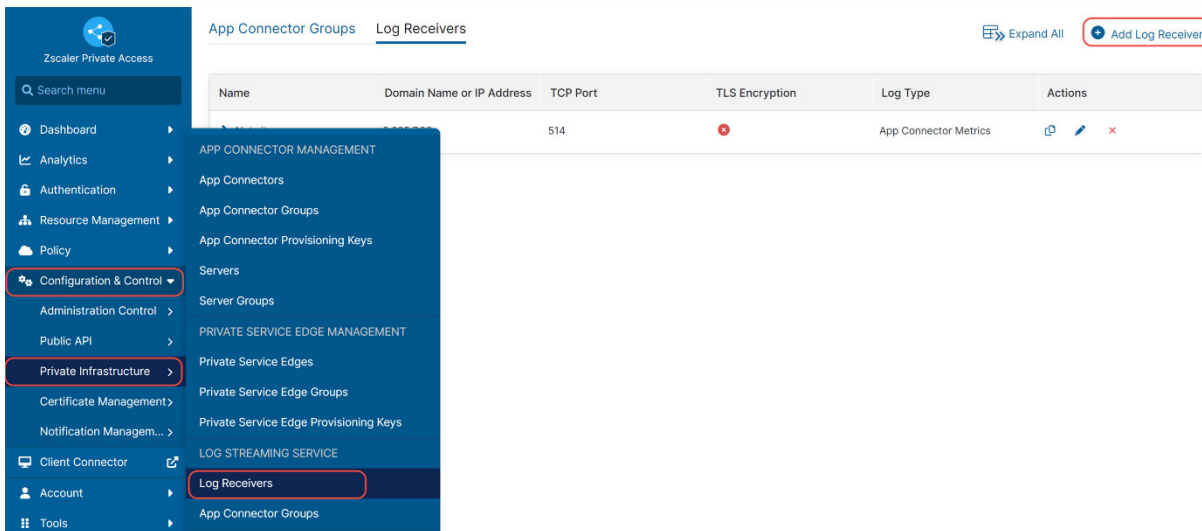 Zscaler Private Access
Search menu
Dashboard
Analytics
Authentication
Resource Management
Policy
Configuration & Control
Administration Control
Public API
Private Infrastructure
Certificate Management
Notification Managem...
Client Connector
Account
Tools
APP CONNECTOR MANAGEMENT
App Connectors
App Connector Groups
App Connector Provisioning Keys
Servers
Server Groups
PRIVATE SERVICE EDGE MANAGEMENT
Private Service Edges
Private Service Edge Groups
Private Service Edge Provisioning Keys
LOG STREAMING SERVICE
Log Receivers
App Connector Groups
App Connector Groups Log Receivers
Expand All Add Log Receiver
Name Domain Name or IP Address TCP Port TLS Encryption Log Type Actions
514 App Connector Metrics